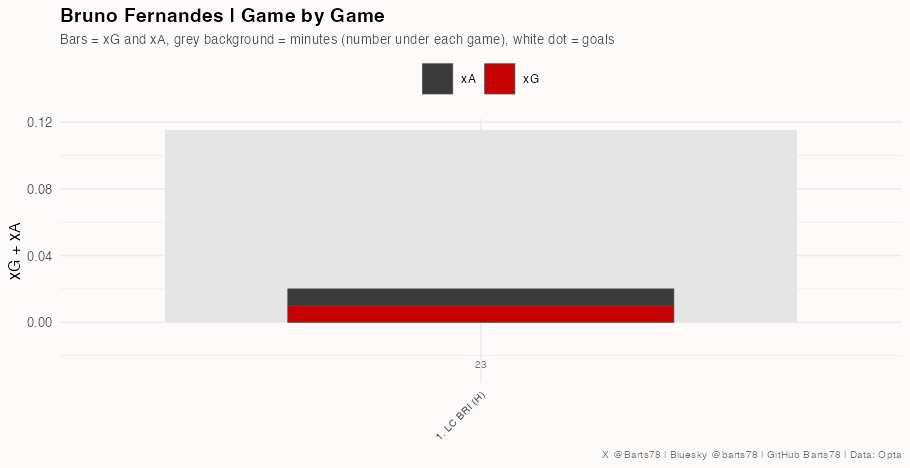 Bruno Fernandes | Game by Game
Bars = xG and xA, grey background = minutes (number under each game), white dot = goals
xA xG
xG + xA
0.12
0.08
0.04
0.00
23
1. LC BRI (H)
X @Barts78 | Bluesky @barts78 | GitHub Barts78 | Data: Opta